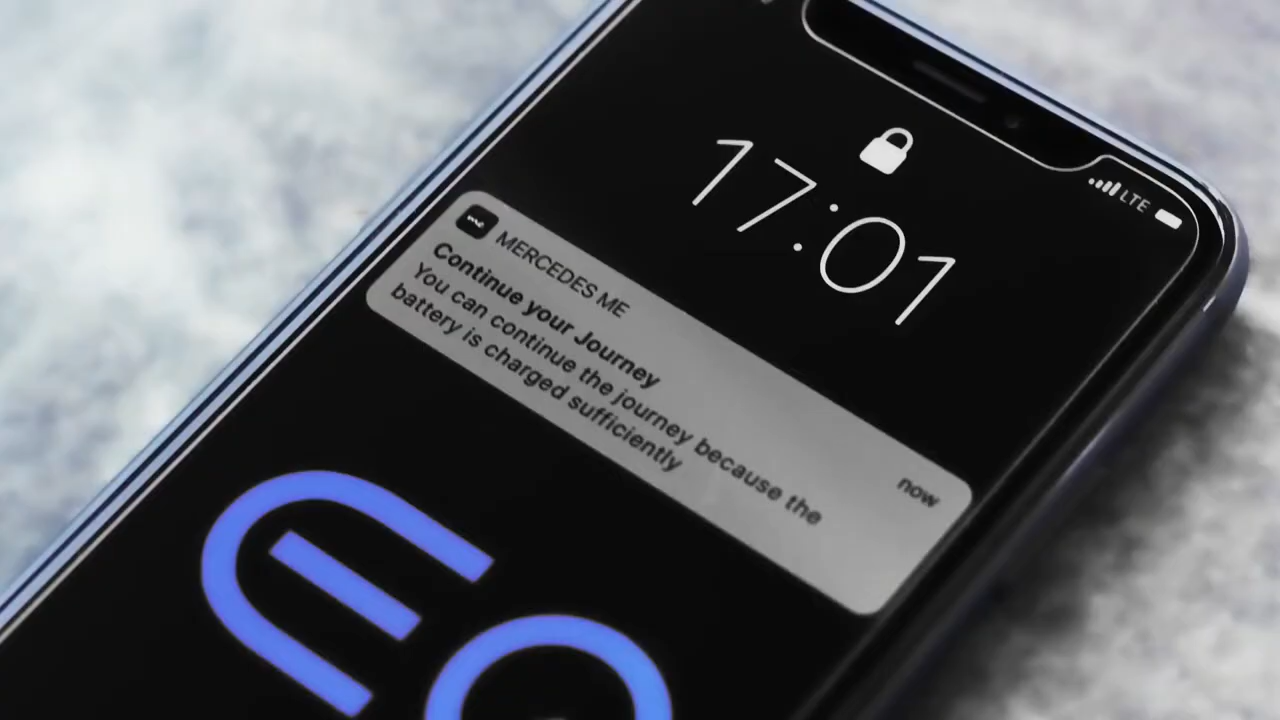 LTE
17:01
MERCEDES ME
now
Continue your Journey
You can continue the journey because the
battery is charged sufficiently
EQ